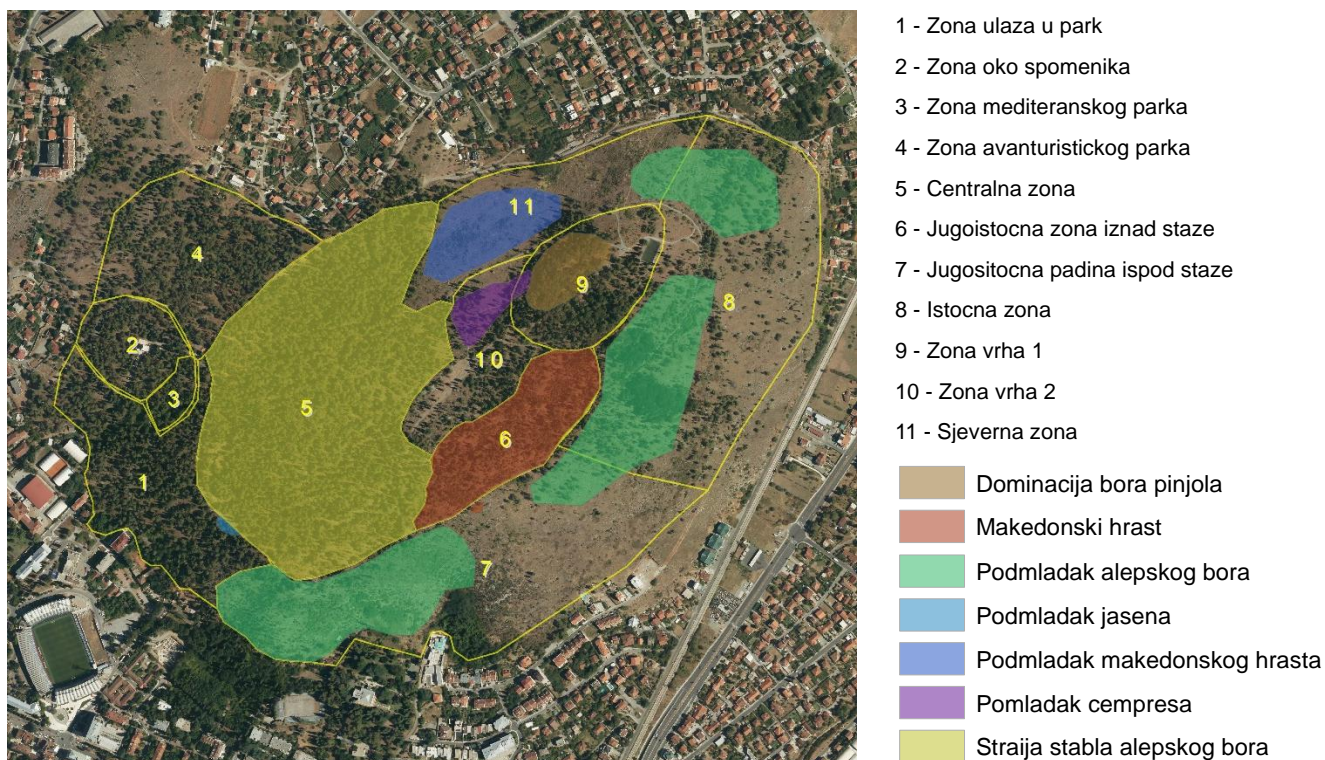 1 - Zona ulaza u park
2 - Zona oko spomenika
3 - Zona mediteranskog parka
4 - Zona avanturistickog parka
5 - Centralna zona
6 - Jugoistocna zona iznad staze
7 - Jugositocna padina ispod staze
8 - Istocna zona
9 - Zona vrha 1
10 - Zona vrha 2
11 - Sjeverna zona
Dominacija bora pinjola
Makedonski hrast
Podmladak alepskog bora
Podmladak jasena
Podmladak makedonskog hrasta
Pomladak cempresa
Straija stabla alepskog bora
11
4
9
8
2
10
3
5
6
1
7